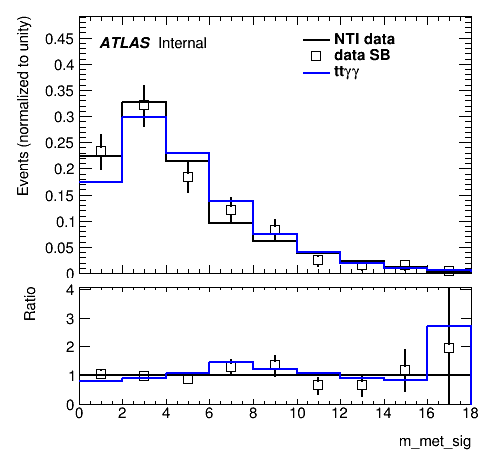 ATLAS Internal
NTI data
data SB
ttγγ
Events (normalized to unity)
0.45
0.4
0.35
0.3
0.25
0.2
0.15
0.1
0.05
0
Ratio
4
3
2
1
0
0 2 4 6 8 10 12 14 16 18
m_met_sig